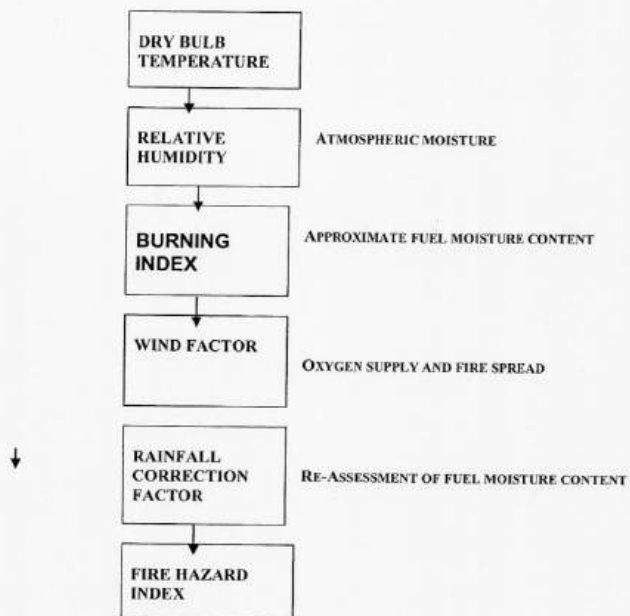 DRY BULB
TEMPERATURE
RELATIVE
HUMIDITY
ATMOSPHERIC MOISTURE
BURNING
INDEX
APPROXIMATE FUEL MOISTURE CONTENT
WIND FACTOR
OXYGEN SUPPLY AND FIRE SPREAD
RAINFALL
CORRECTION
FACTOR
RE-ASSESSMENT OF FUEL MOISTURE CONTENT
FIRE HAZARD
INDEX